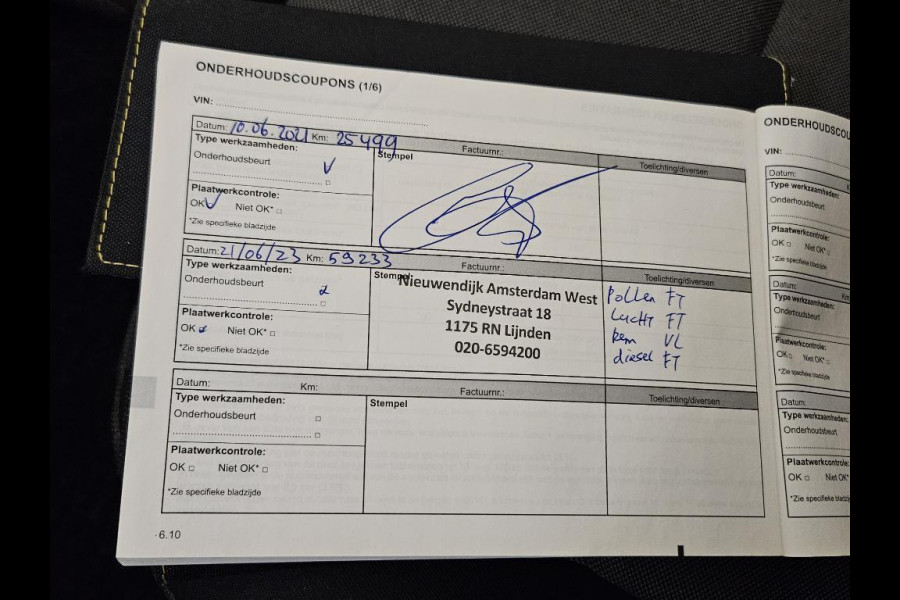 ONDERHOUDSCOUPONS (1/6)
VIN:
Datum: 10.06.2021 Km: 25499 Factuurnr.:
Type werkzaamheden: Stempel Toelichting/diversen
Onderhoudsbeurt
Plaatwerkcontrole:
OK Niet OK*
*Zie specifieke bladzijde
Datum: 21/06/23 Km: 59233 Factuurnr.:
Type werkzaamheden: Stempel: Toelichting/diversen
Onderhoudsbeurt
Nieuwendijk Amsterdam West
Sydneystraat 18
1175 RN Lijnden
020-6594200
Pollen FT
Lucht FT
Rem VL
diesel FT
Plaatwerkcontrole:
OK Niet OK*
*Zie specifieke bladzijde
Datum: Km: Factuurnr.:
Type werkzaamheden: Stempel Toelichting/diversen
Onderhoudsbeurt
Plaatwerkcontrole:
OK Niet OK*
*Zie specifieke bladzijde
6.10
ONDERHOUDSCOU
VIN:
Datum:
Type werkzaamheden:
Onderhoudsbeurt
Plaatwerkcontrole:
OK Niet OK*
*Zie specifieke bladzijde
Datum: Km
Type werkzaamheden:
Onderhoudsbeurt
Plaatwerkcontrole:
OK Niet OK*
*Zie specifieke bladzijde
Datum:
Type werkzaamheden:
Onderhoudsbeurt
Plaatwerkcontrole:
OK Niet OK*
*Zie specifieke bladz